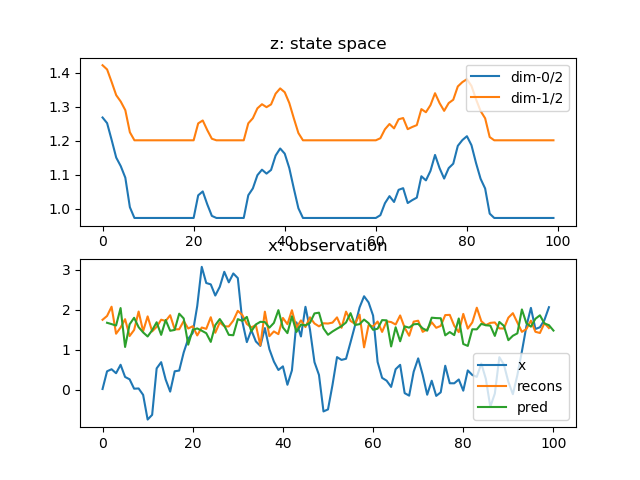 z: state space
1.4
1.3
1.2
1.1
1.0
dim-0/2
dim-1/2
0 20 40 60 80 100
x: observation
3
2
1
0
x
recons
pred
0 20 40 60 80 100